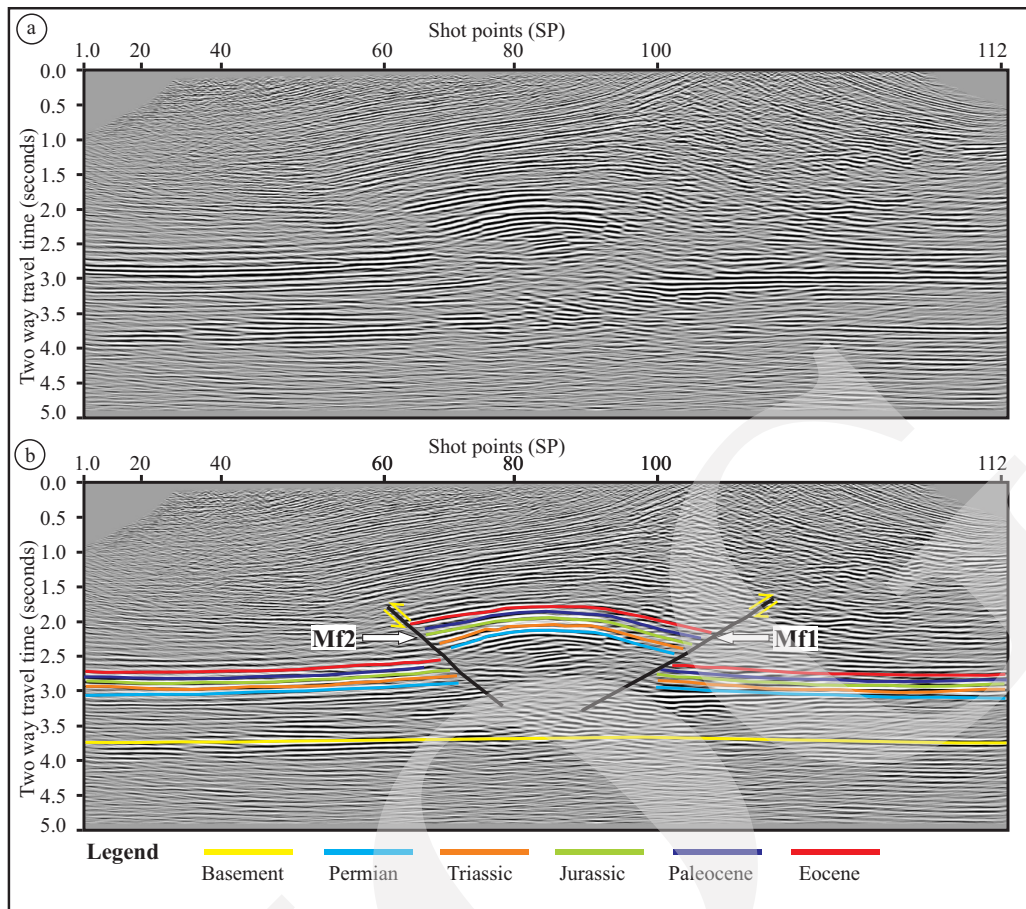 a
Shot points (SP)
1.0 20 40 60 80 100 112
Two way travel time (seconds)
0.0
0.5
1.0
1.5
2.0
2.5
3.0
3.5
4.0
4.5
5.0
b
Shot points (SP)
1.0 20 40 60 80 100 112
Two way travel time (seconds)
0.0
0.5
1.0
1.5
2.0
2.5
3.0
3.5
4.0
4.5
5.0
Mf2 Mf1
Legend
Basement Permian Triassic Jurassic Paleocene Eocene